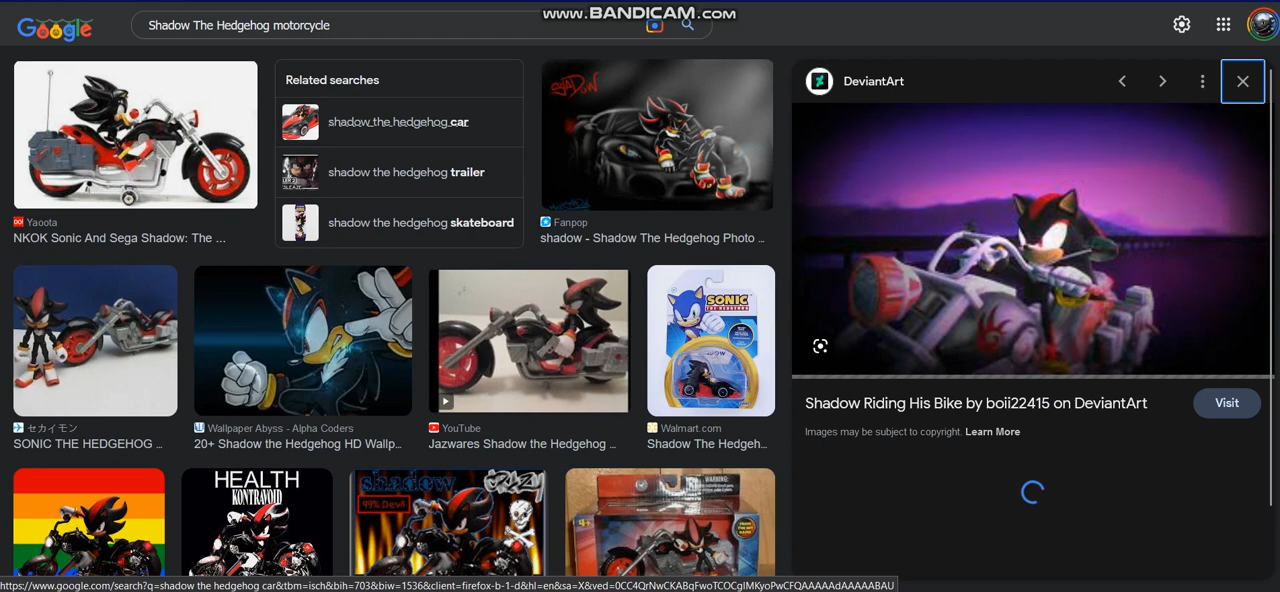 www.BANDICAM.com
Google
Shadow The Hedgehog motorcycle
Related searches
shadow the hedgehog car
shadow the hedgehog trailer
shadow the hedgehog skateboard
DeviantArt
Yaoota
NKOK Sonic And Sega Shadow: The ...
Fanpop
shadow - Shadow The Hedgehog Photo ...
SONIC
セカイモン
SONIC THE HEDGEHOG ...
Wallpaper Abyss - Alpha Coders
20+ Shadow the Hedgehog HD Wallp...
YouTube
Jazwares Shadow the Hedgehog ...
Walmart.com
Shadow The Hedgeh...
Shadow Riding His Bike by boii22415 on DeviantArt
Visit
Images may be subject to copyright. Learn More
HEALTH
KONTRAVOID
shadow
CRAZY
99% Devil
WARNING:
4+
https://www.google.com/search?q=shadow the hedgehog car&tbm=isch&bih=703&biw=1536&client=firefox-b-1-d&hl=en&sa=X&ved=0CC4QrNwCKABqFwoTCOCgIMKyoPwCFQAAAAAdAAAAABAU